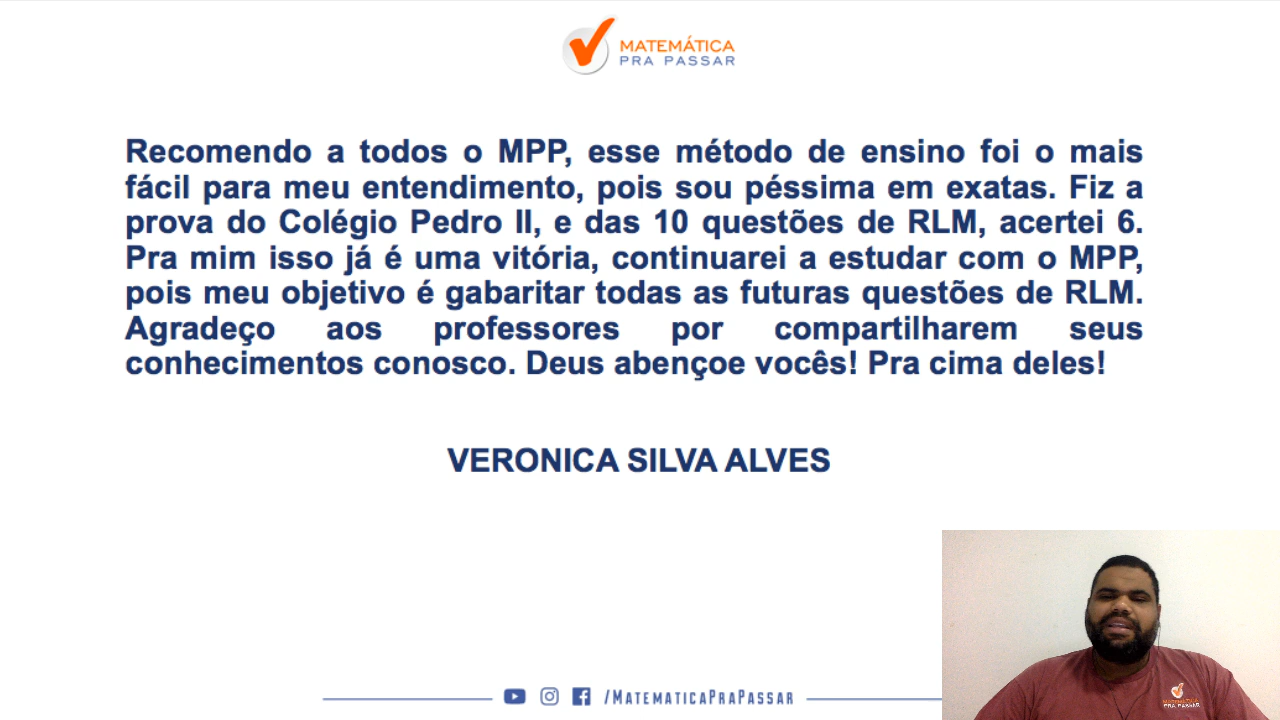 MATEMÁTICA
PRA PASSAR
Recomendo a todos o MPP, esse método de ensino foi o mais
fácil para meu entendimento, pois sou péssima em exatas. Fiz a
prova do Colégio Pedro II, e das 10 questões de RLM, acertei 6.
Pra mim isso já é uma vitória, continuarei a estudar com o MPP,
pois meu objetivo é gabaritar todas as futuras questões de RLM.
Agradeço aos professores por compartilharem seus
conhecimentos conosco. Deus abençoe vocês! Pra cima deles!
VERONICA SILVA ALVES
/MATEMATICAPRAPASSAR
MATEMÁTICA
PRA PASSAR